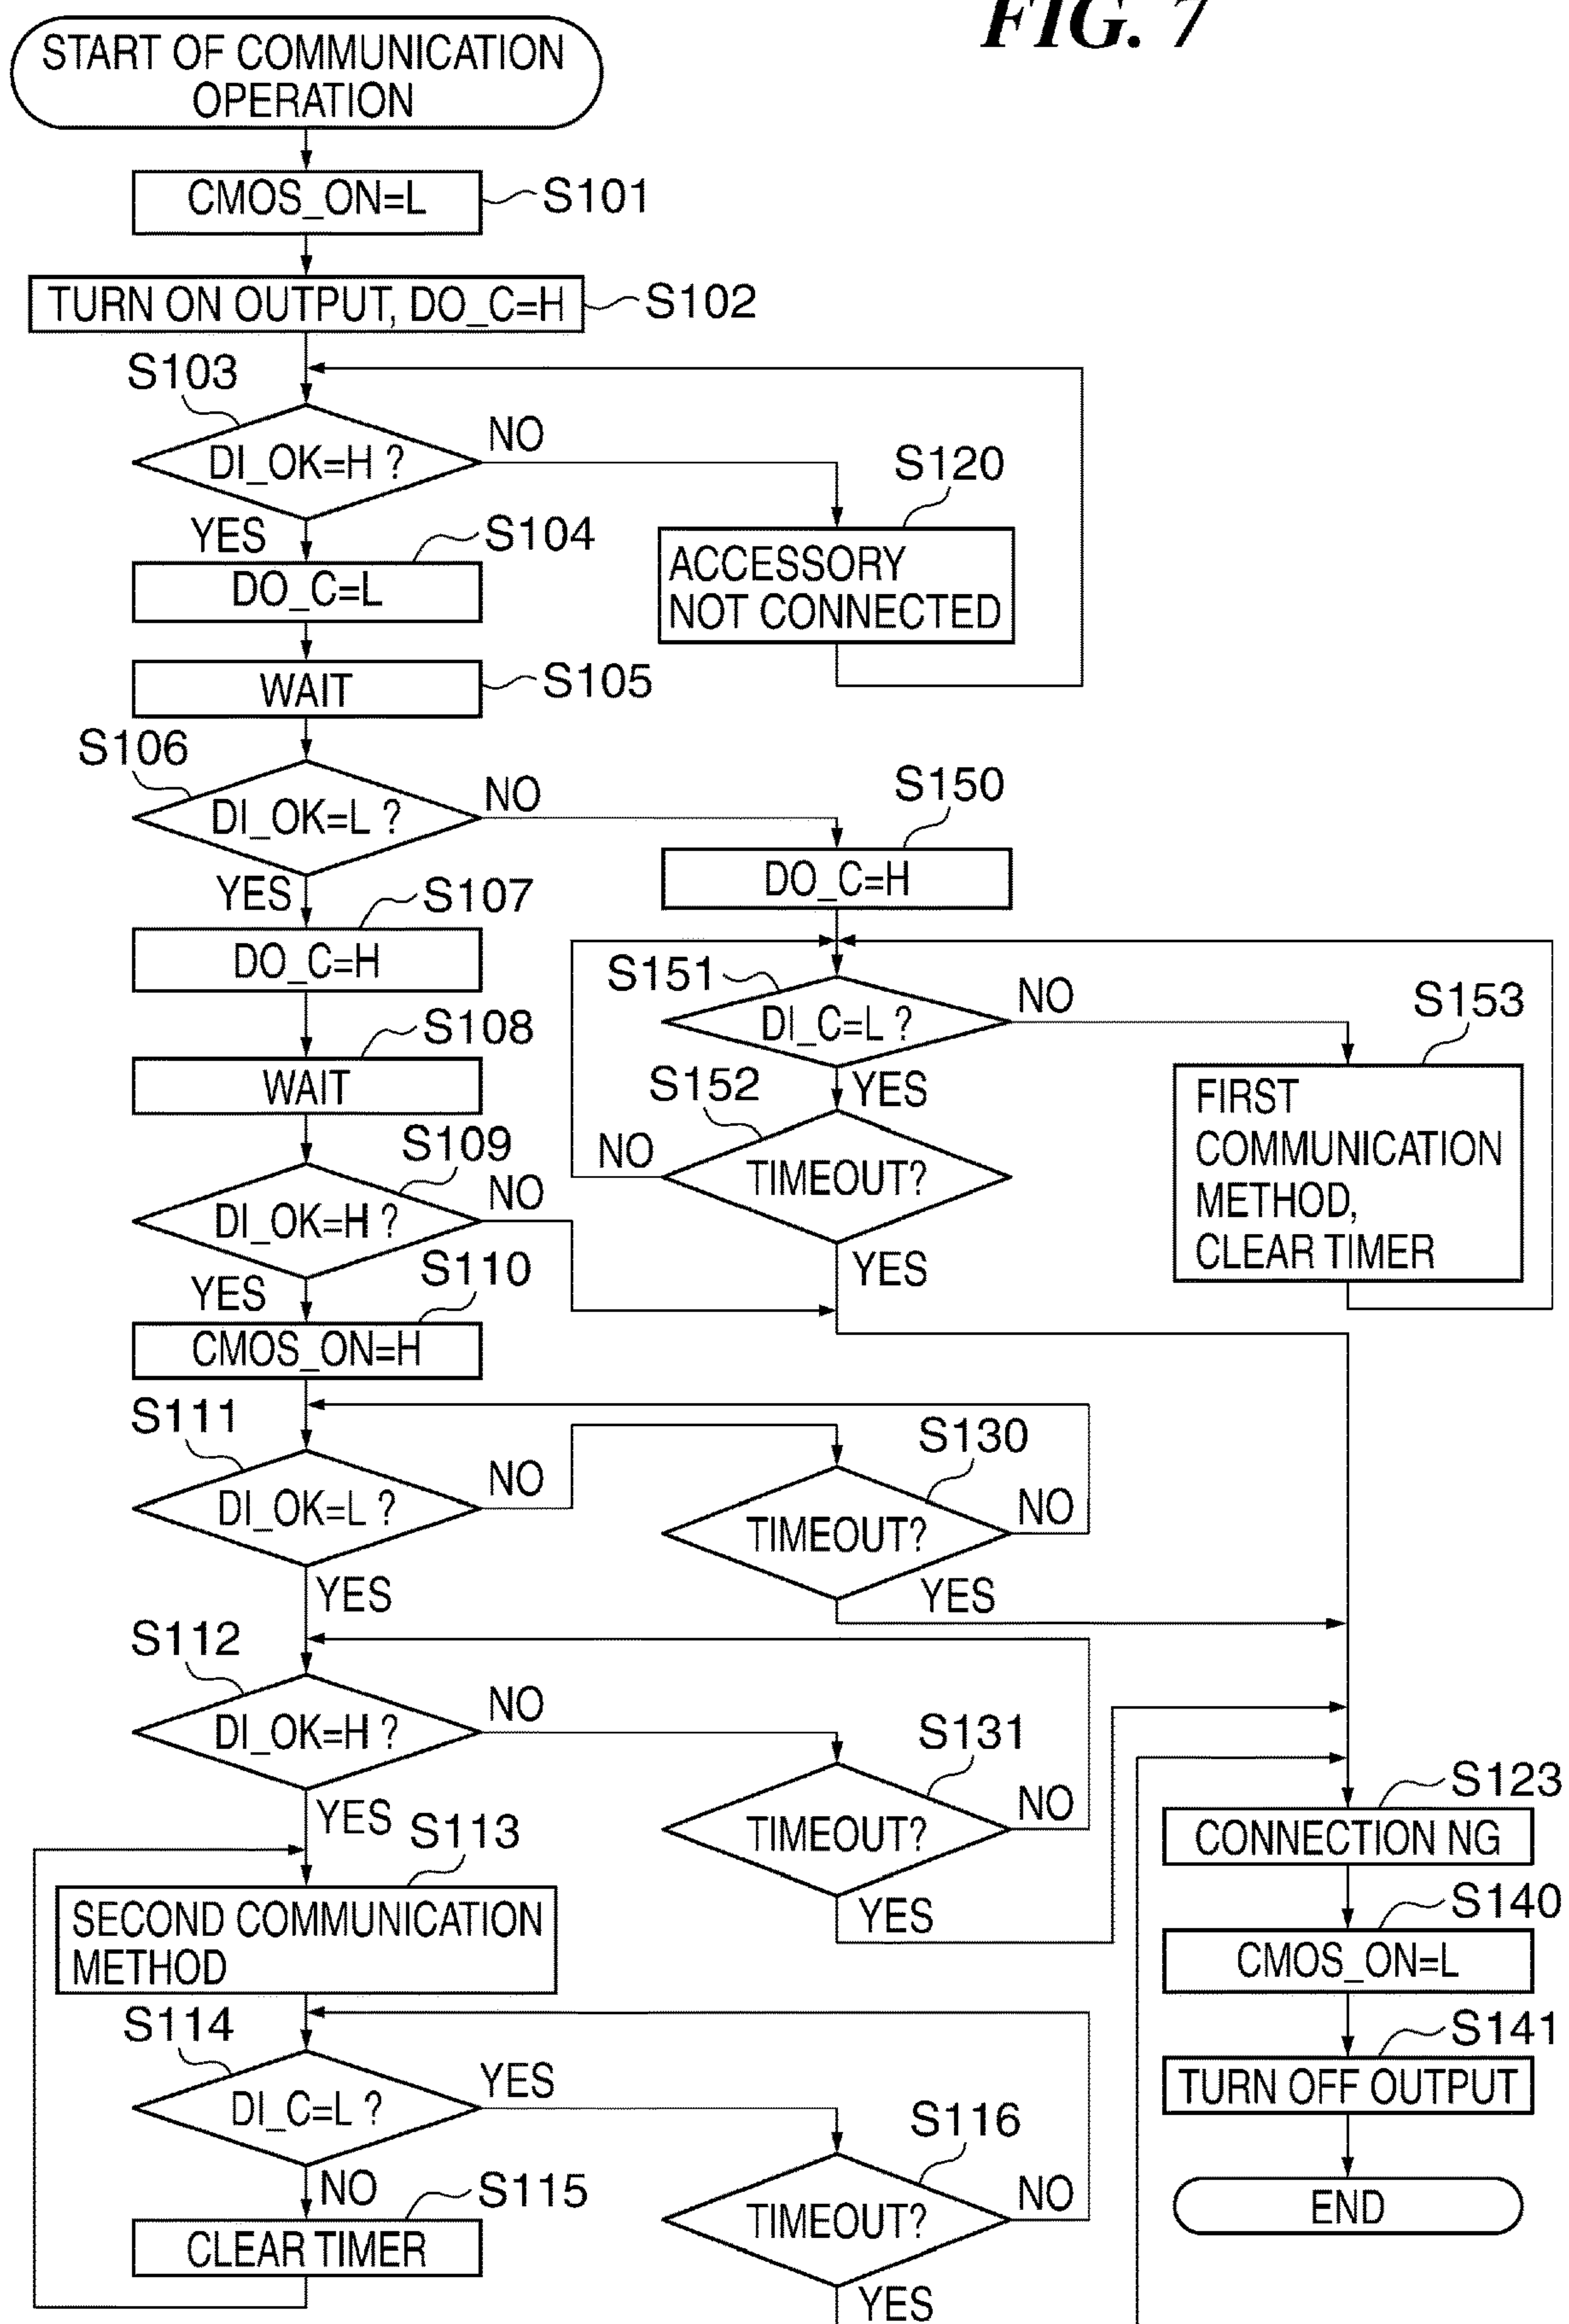 FIG. 7
START OF COMMUNICATION
OPERATION
CMOS_ON=L
S101
TURN ON OUTPUT, DO_C=H
S102
S103
DI_OK=H ?
NO
YES
S120
ACCESSORY
NOT CONNECTED
S104
DO_C=L
WAIT
S105
S106
DI_OK=L ?
NO
YES
S150
DO_C=H
S107
DO_C=H
S151
DI_C=L ?
NO
YES
S153
FIRST
COMMUNICATION
METHOD,
CLEAR TIMER
S108
WAIT
S152
TIMEOUT?
NO
YES
S109
DI_OK=H ?
NO
YES
S110
CMOS_ON=H
S111
DI_OK=L ?
NO
YES
S130
TIMEOUT?
NO
YES
S112
DI_OK=H ?
NO
YES
S131
TIMEOUT?
NO
YES
S123
CONNECTION NG
S113
SECOND COMMUNICATION
METHOD
S140
CMOS_ON=L
S114
DI_C=L ?
YES
NO
S141
TURN OFF OUTPUT
S116
TIMEOUT?
NO
YES
S115
CLEAR TIMER
END